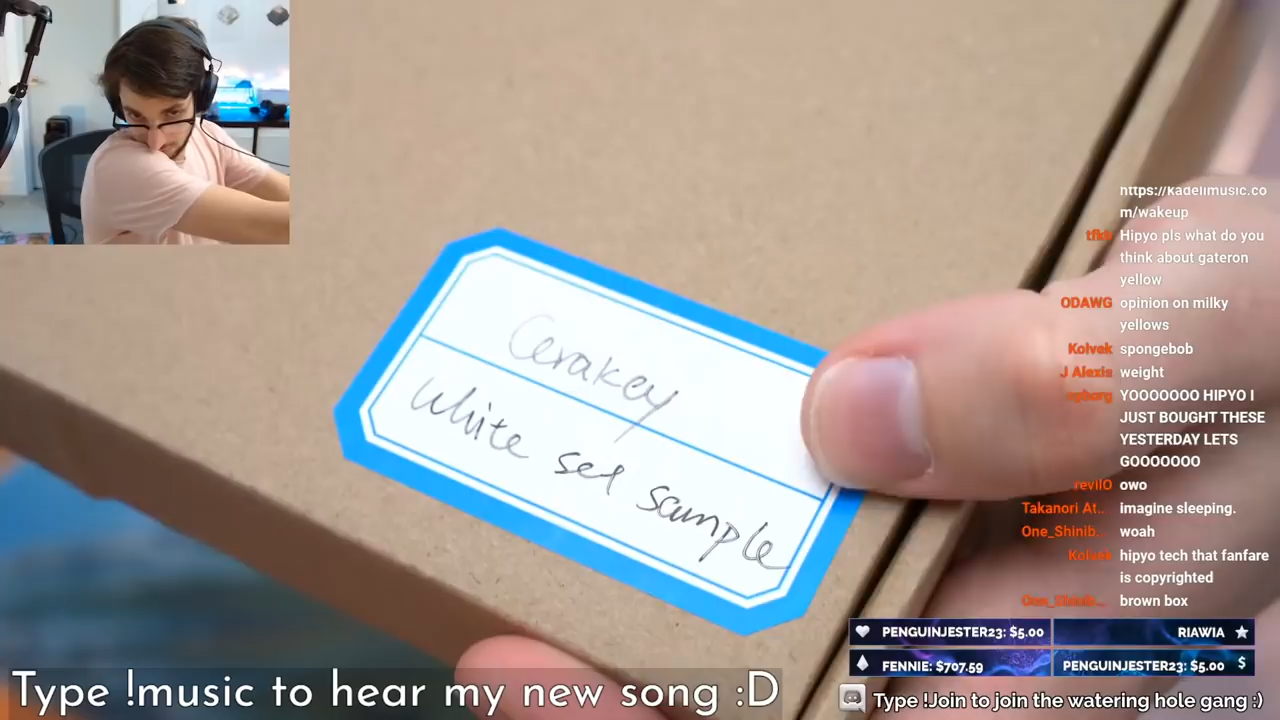 Cerakey
White set sample
https://kadelimusic.co
m/wakeup
Hipyo pls what do you
think about gateron
yellow
ODAWG opinion on milky
yellows
Kolvek spongebob
J Alexis weight
YOOOOOOO HIPYO I
JUST BOUGHT THESE
YESTERDAY LETS
GOOOOOOO
revilO owo
Takanori At.. imagine sleeping.
One_Shinib... woah
Kolvek hipyo tech that fanfare
is copyrighted
brown box
PENGUINJESTER23: $5.00
RIAWIA
FENNIE: $707.59
PENGUINJESTER23: $5.00 $
Type !music to hear my new song :D
Type !Join to join the watering hole gang :)